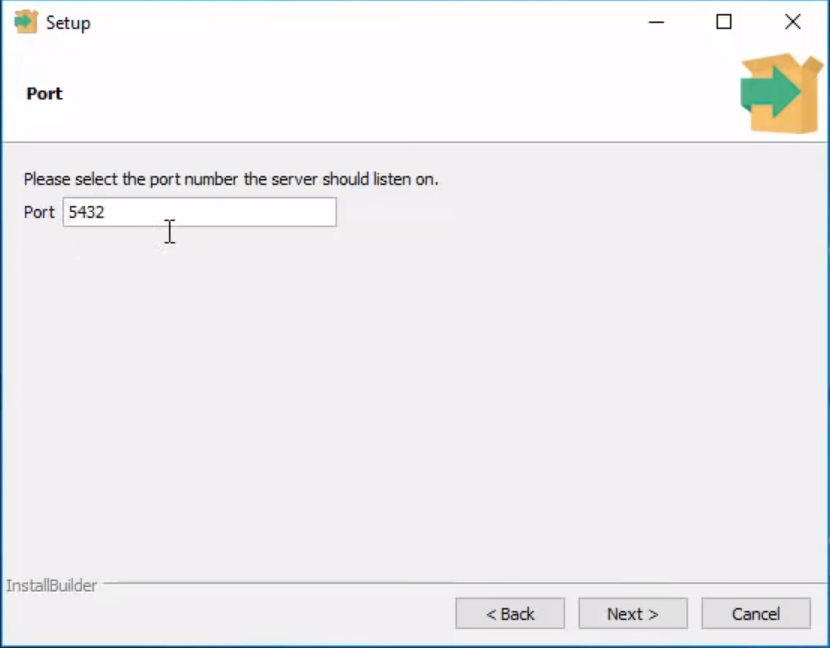 Setup
Port
Please select the port number the server should listen on.
Port 5432
InstallBuilder
< Back Next > Cancel